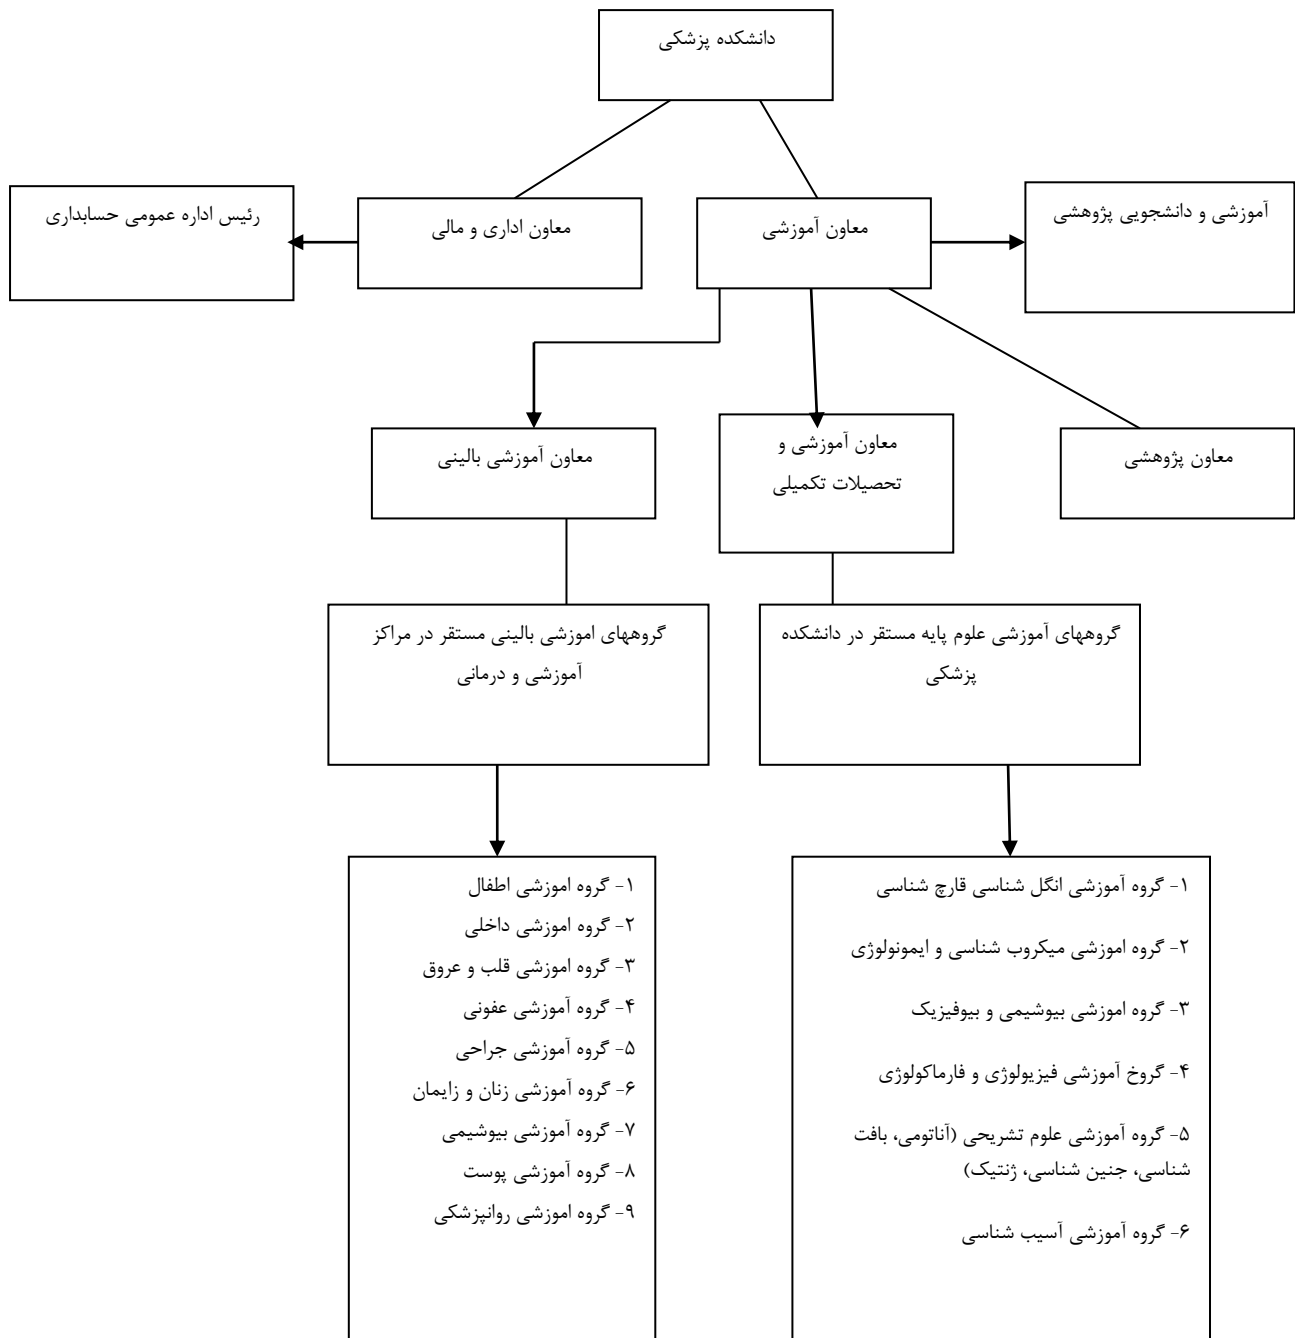 دانشکده پزشکی
آموزشی و دانشجویی پژوهشی
معاون آموزشی
معاون اداری و مالی
رئیس اداره عمومی حسابداری
معاون پژوهشی
معاون آموزشی و
تحصیلات تکمیلی
معاون آموزشی بالینی
گروههای آموزشی علوم پایه مستقر در دانشکده
پزشکی
گروههای اموزشی بالینی مستقر در مراکز
آموزشی و درمانی
۱- گروه آموزشی انگل شناسی قارچ شناسی
۲- گروه اموزشی میکروب شناسی و ایمونولوژی
۳- گروه اموزشی بیوشیمی و بیوفیزیک
۴- گروخ آموزشی فیزیولوژی و فارماکولوژی
۵- گروه آموزشی علوم تشریحی (آناتومی، بافت
شناسی، جنین شناسی، ژنتیک)
۶- گروه آموزشی آسیب شناسی
۱- گروه اموزشی اطفال
۲- گروه اموزشی داخلی
۳- گروه اموزشی قلب و عروق
۴- گروه آموزشی عفونی
۵- گروه آموزشی جراحی
۶- گروه آموزشی زنان و زایمان
۷- گروه آموزشی بیوشیمی
۸- گروه آموزشی پوست
۹- گروه اموزشی روانپزشکی